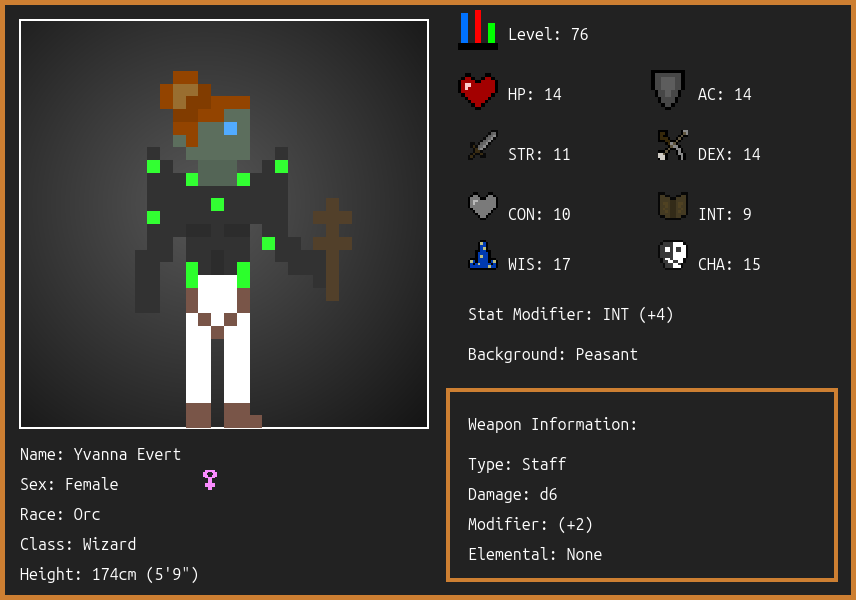 Level: 76
HP: 14
AC: 14
STR: 11
DEX: 14
CON: 10
INT: 9
WIS: 17
CHA: 15
Stat Modifier: INT (+4)
Background: Peasant
Weapon Information:
Type: Staff
Damage: d6
Modifier: (+2)
Elemental: None
Name: Yvanna Evert
Sex: Female
Race: Orc
Class: Wizard
Height: 174cm (5'9")